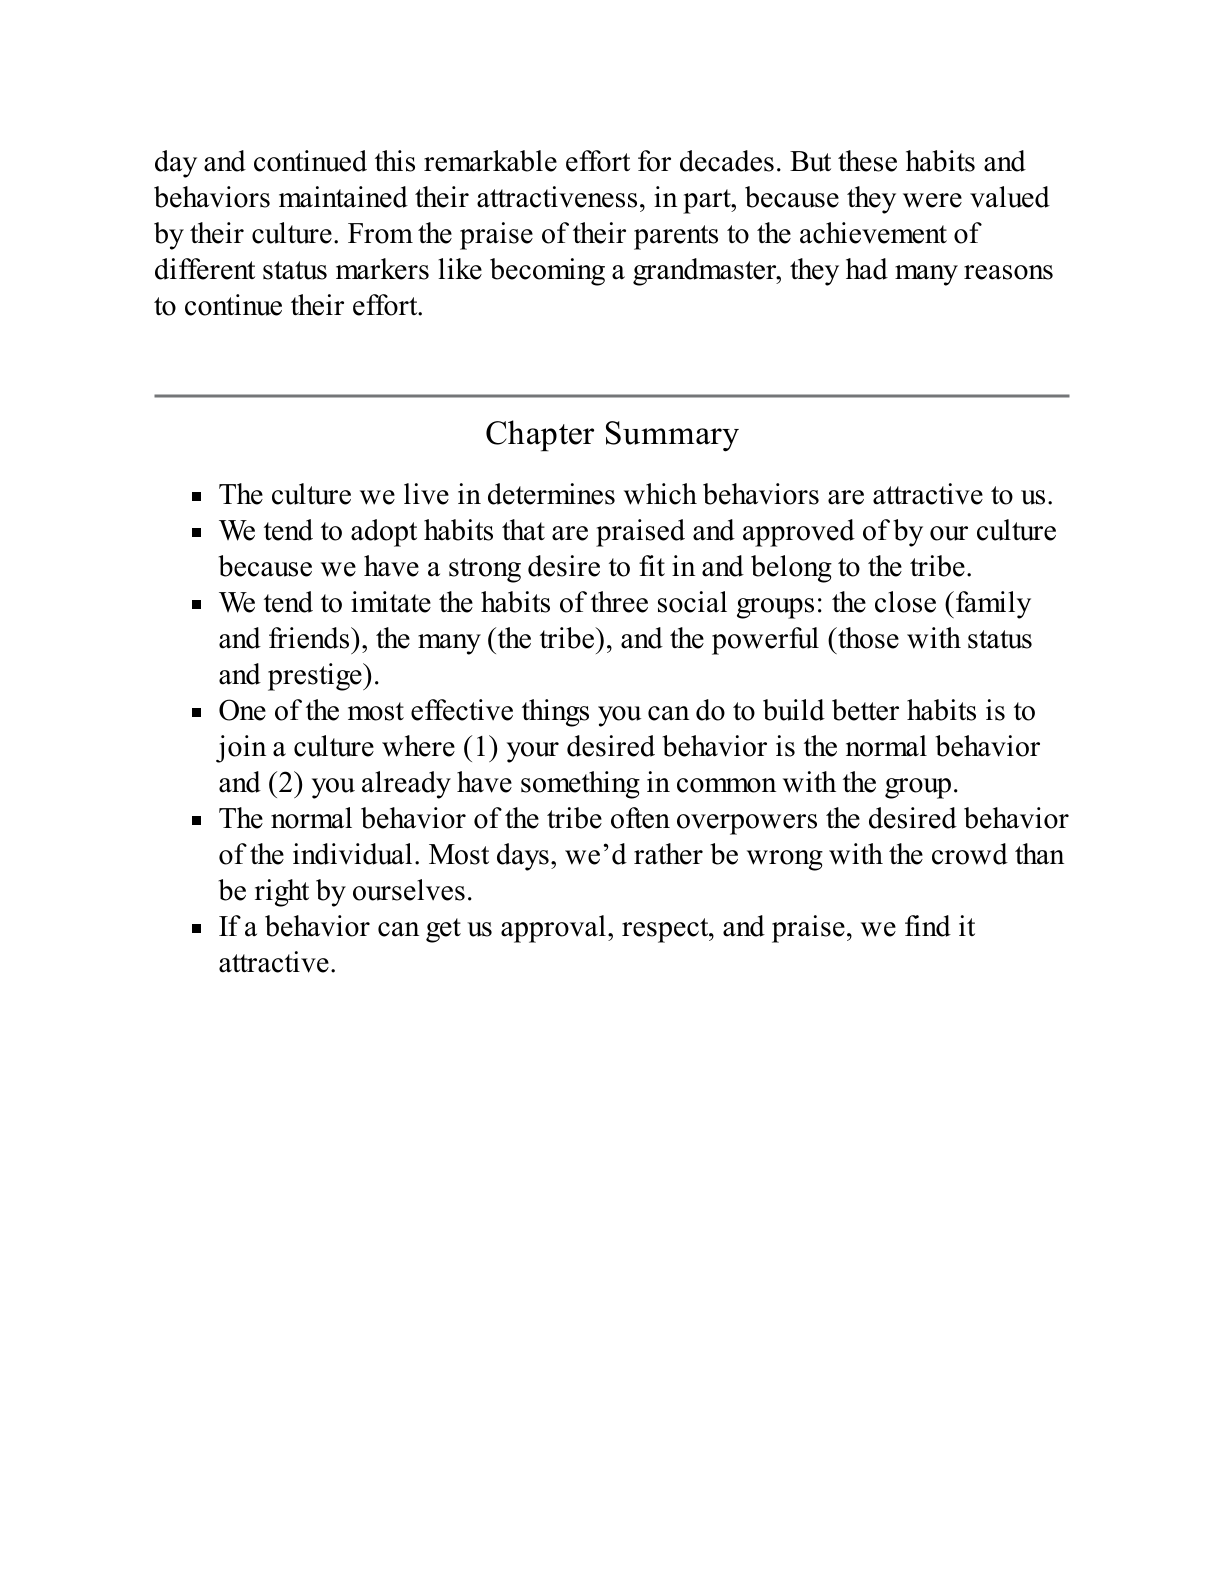 day and continued this remarkable effort for decades. But these habits and
behaviors maintained their attractiveness, in part, because they were valued
by their culture. From the praise of their parents to the achievement of
different status markers like becoming a grandmaster, they had many reasons
to continue their effort.
Chapter Summary
▪ The culture we live in determines which behaviors are attractive to us.
▪ We tend to adopt habits that are praised and approved of by our culture
because we have a strong desire to fit in and belong to the tribe.
▪ We tend to imitate the habits of three social groups: the close (family
and friends), the many (the tribe), and the powerful (those with status
and prestige).
▪ One of the most effective things you can do to build better habits is to
join a culture where (1) your desired behavior is the normal behavior
and (2) you already have something in common with the group.
▪ The normal behavior of the tribe often overpowers the desired behavior
of the individual. Most days, we’d rather be wrong with the crowd than
be right by ourselves.
▪ If a behavior can get us approval, respect, and praise, we find it
attractive.